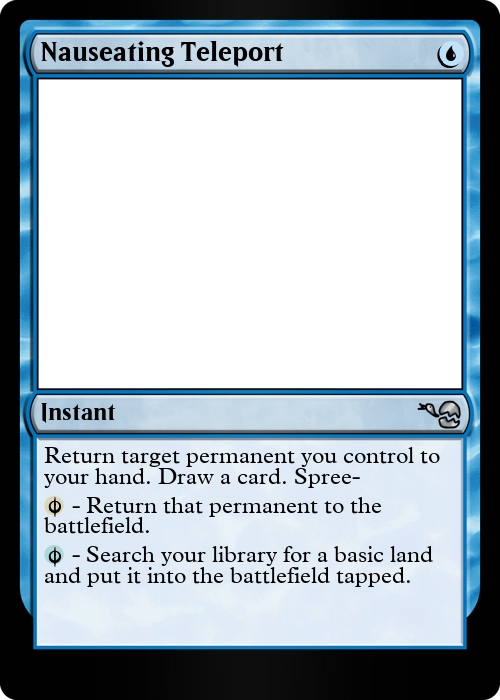 Nauseating Teleport
Instant
Return target permanent you control to
your hand. Draw a card. Spree-
ⲫ - Return that permanent to the
battlefield.
ⲫ - Search your library for a basic land
and put it into the battlefield tapped.